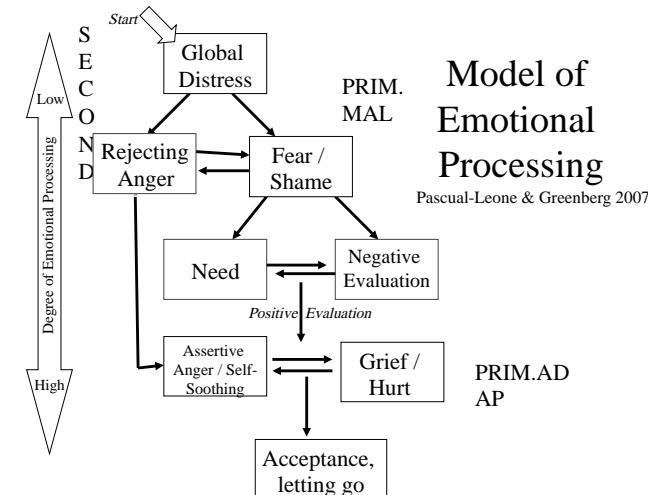 Start
SECOND
Global
Distress
PRIM.
MAL
Model of
Emotional
Processing
Pascual-Leone & Greenberg 2007
Low
Degree of Emotional Processing
High
Rejecting
Anger
Fear /
Shame
Need
Negative
Evaluation
Positive Evaluation
Assertive
Anger / Self-
Soothing
Grief /
Hurt
PRIM.AD
AP
Acceptance,
letting go